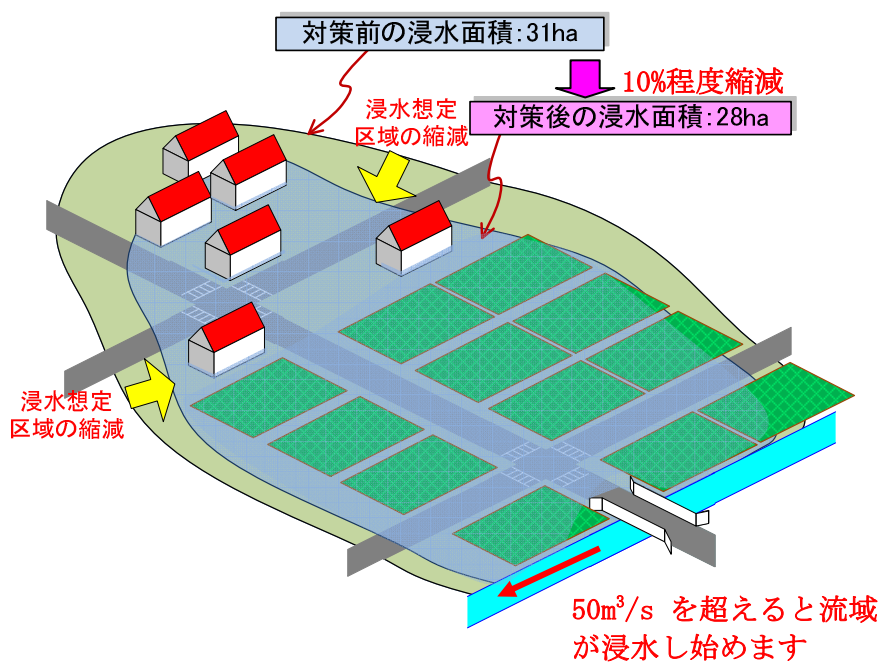 対策前の浸水面積:31ha
10%程度縮減
対策後の浸水面積:28ha
浸水想定
区域の縮減
浸水想定
区域の縮減
50m³/s を超えると流域
が浸水し始めます